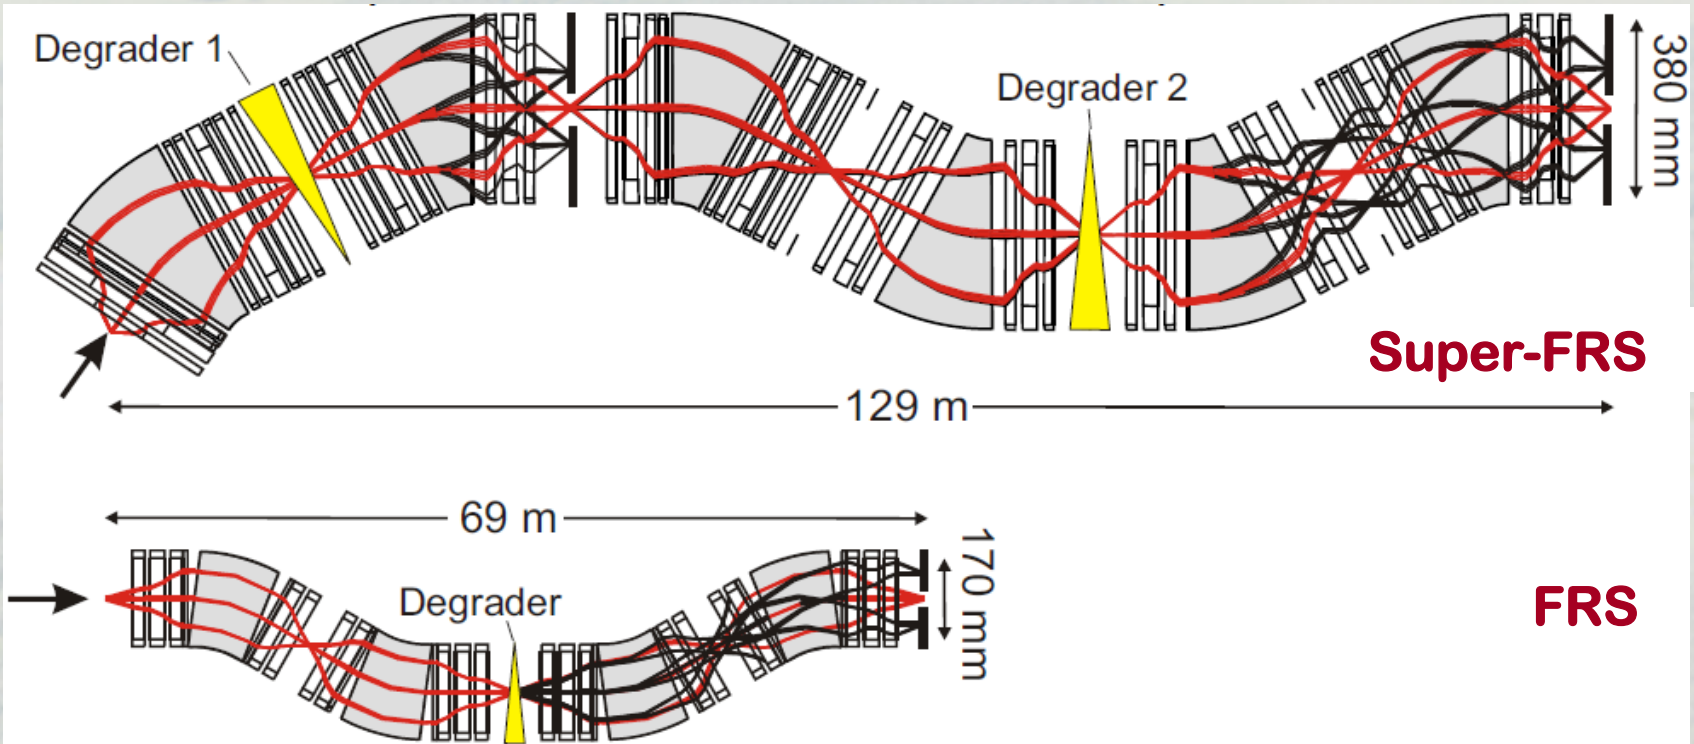 Degrader 1
Degrader 2
380 mm
Super-FRS
129 m
69 m
170 mm
Degrader
FRS